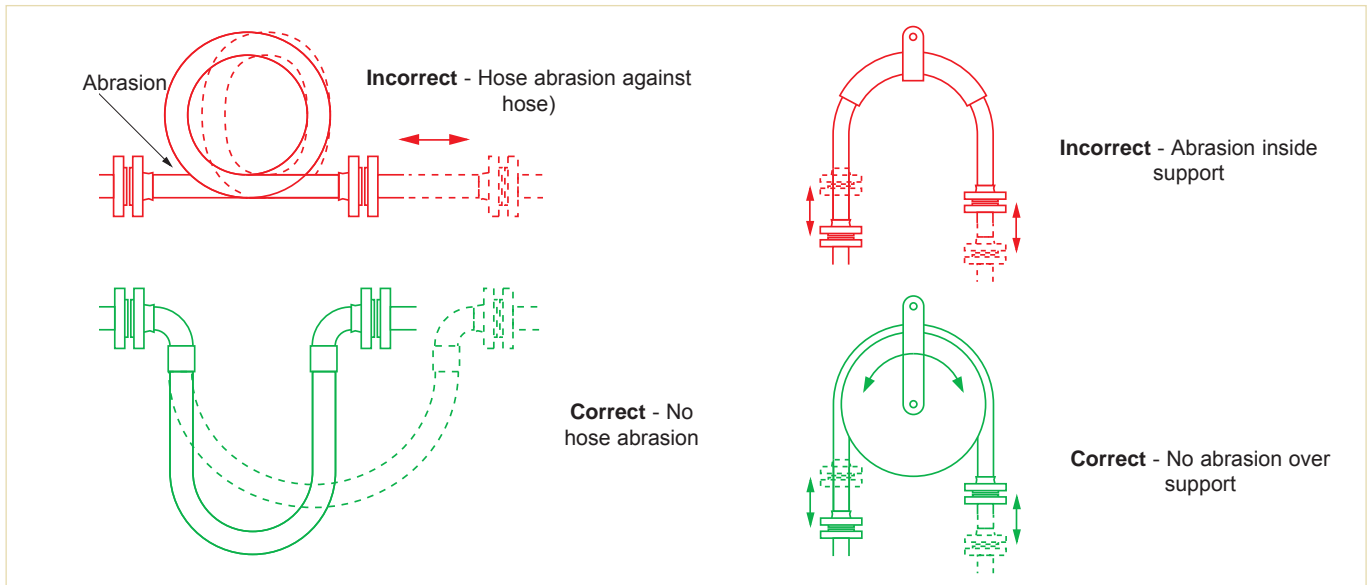 Abrasion
Incorrect - Hose abrasion against
hose)
Correct - No
hose abrasion
Incorrect - Abrasion inside
support
Correct - No abrasion over
support